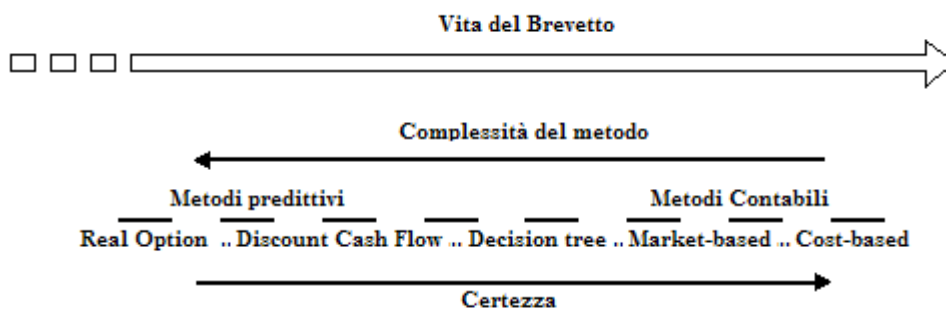 Vita del Brevetto
Complessità del metodo
Metodi predittivi Metodi Contabili
Real Option .. Discount Cash Flow .. Decision tree .. Market-based .. Cost-based
Certezza